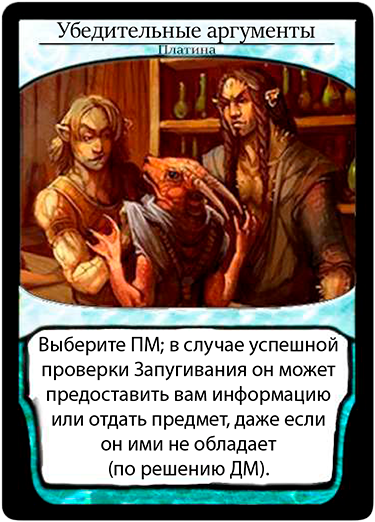 Убедительные аргументы
Платина
Выберите ПМ; в случае успешной
проверки Запугивания он может
предоставить вам информацию
или отдать предмет, даже если
он ими не обладает
(по решению ДМ).